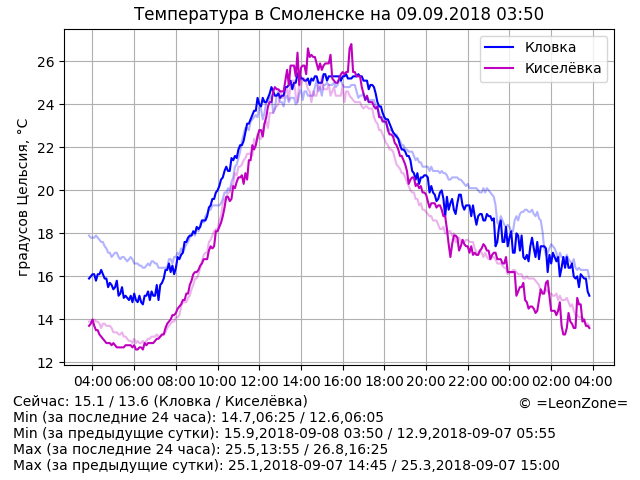 Температура в Смоленске на 09.09.2018 03:50
Кловка
Киселёвка
градусов Цельсия, °C
26
24
22
20
18
16
14
12
04:00 06:00 08:00 10:00 12:00 14:00 16:00 18:00 20:00 22:00 00:00 02:00 04:00
Сейчас: 15.1 / 13.6 (Кловка / Киселёвка)
© =LeonZone=
Min (за последние 24 часа): 14.7,06:25 / 12.6,06:05
Min (за предыдущие сутки): 15.9,2018-09-08 03:50 / 12.9,2018-09-07 05:55
Max (за последние 24 часа): 25.5,13:55 / 26.8,16:25
Max (за предыдущие сутки): 25.1,2018-09-07 14:45 / 25.3,2018-09-07 15:00